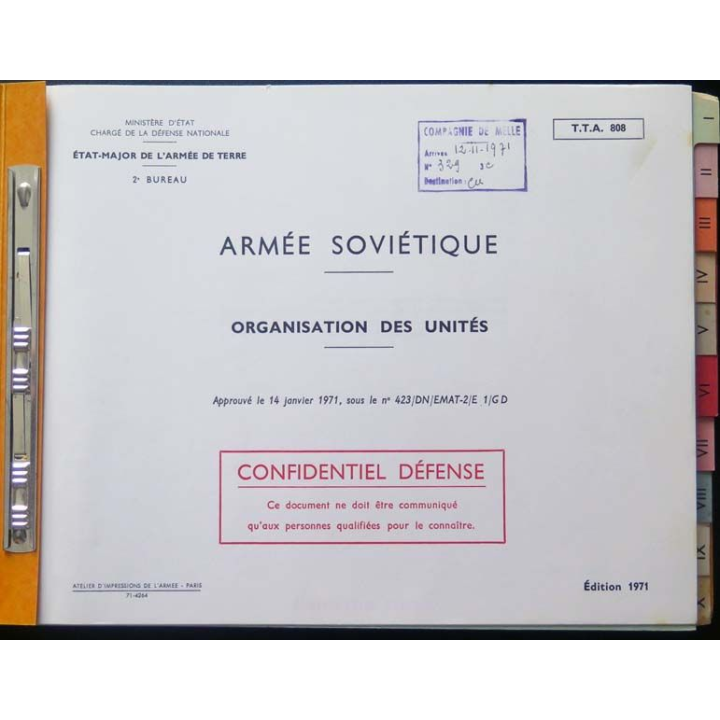 MINISTÈRE D'ÉTAT
CHARGÉ DE LA DÉFENSE NATIONALE
ÉTAT-MAJOR DE L'ARMÉE DE TERRE
2e BUREAU
COMPAGNIE DE MELLE
Arrivée 12-11-1971
N° 329
Destination :
T.T.A. 808
ARMÉE SOVIÉTIQUE
ORGANISATION DES UNITÉS
Approuvé le 14 janvier 1971, sous le n° 423/DN/EMAT-2/E 1/G D
CONFIDENTIEL DÉFENSE
Ce document ne doit être communiqué
qu'aux personnes qualifiées pour le connaître.
ATELIER D'IMPRESSIONS DE L'ARMEE - PARIS
71-4264
Édition 1971
I
II
III
IV
V
VI
VII
VIII
IX
X